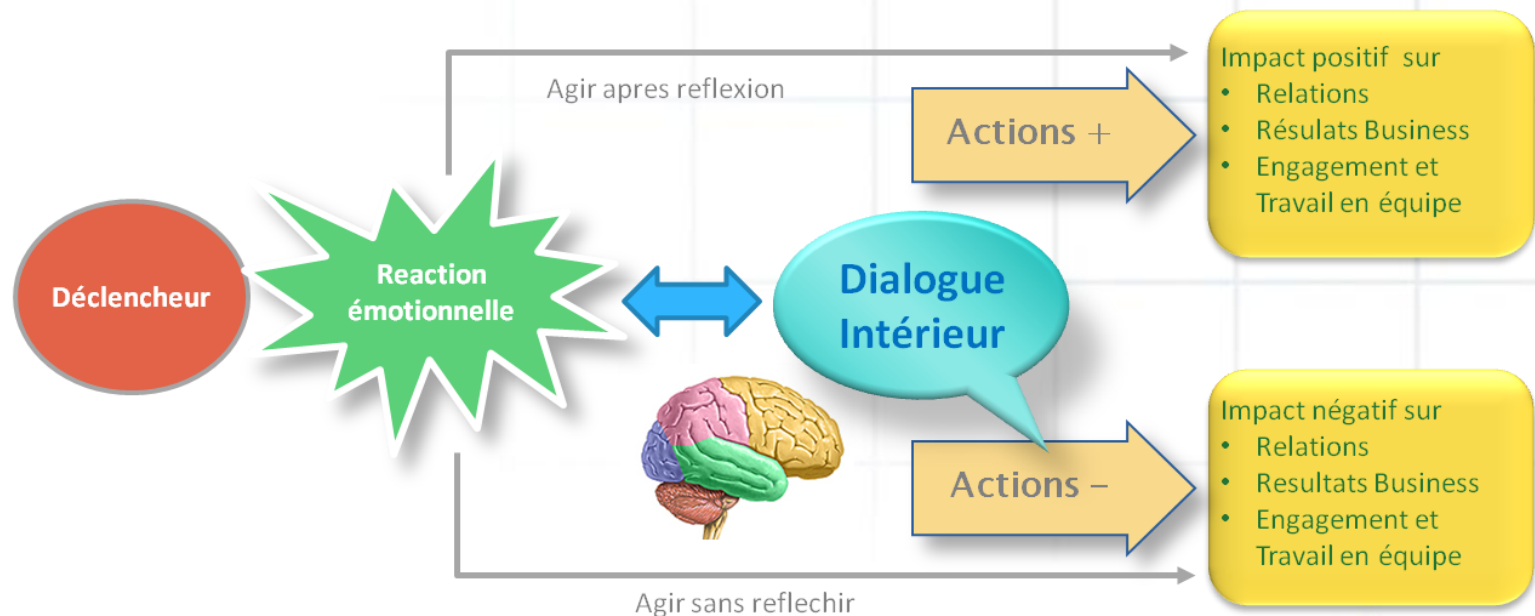 Agir apres reflexion
Actions +
Impact positif sur
• Relations
• Résulats Business
• Engagement et
Travail en équipe
Déclencheur
Reaction
émotionnelle
Dialogue
Intérieur
Actions –
Impact négatif sur
• Relations
• Resultats Business
• Engagement et
Travail en équipe
Agir sans reflechir